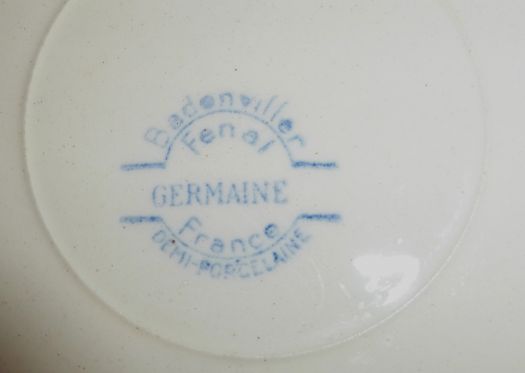 Badonviller
Fenal
GERMAINE
France
DEMI-PORCELAINE